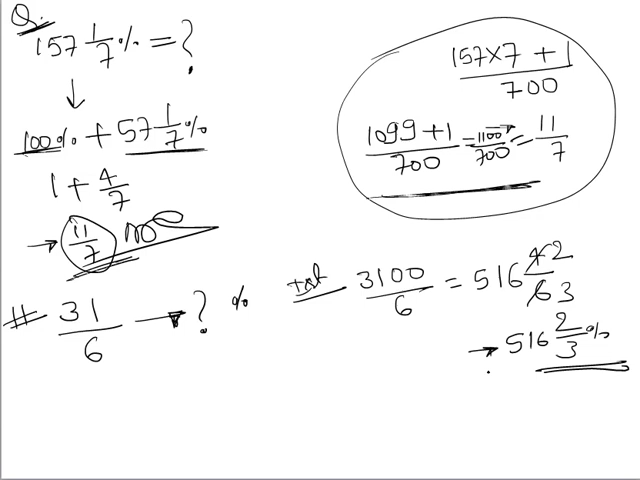 Q.
157 1/7 % = ?
↓
100% + 57 1/7 %
1 + 4/7
→ 11/7
157×7 + 1 / 700
1099 + 1 / 700 = 1100/700 = 11/7
# 31/6 → ? %
3100/6 = 516 4/6 2/3
→ 516 2/3 %